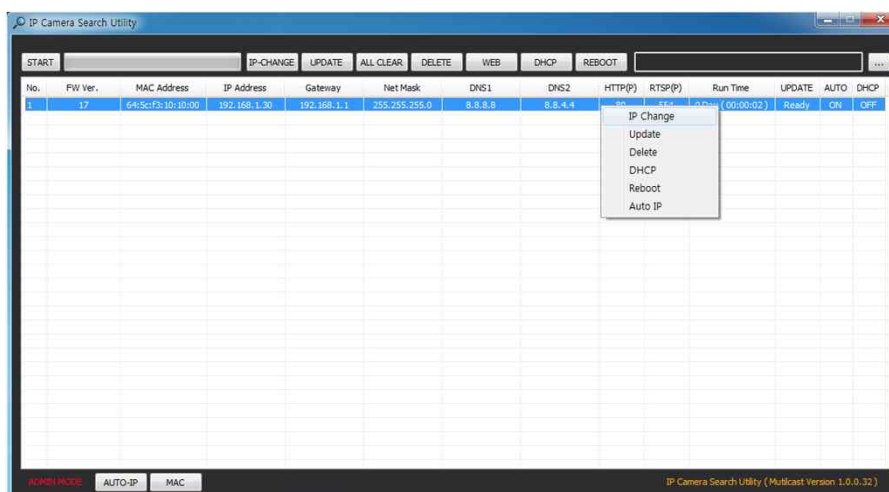 IP Camera Search Utility
START IP-CHANGE UPDATE ALL CLEAR DELETE WEB DHCP REBOOT ...
No. FW Ver. MAC Address IP Address Gateway Net Mask DNS1 DNS2 HTTP(P) RTSP(P) Run Time UPDATE AUTO DHCP
1 17 64:5c:f3:10:10:00 192.168.1.30 192.168.1.1 255.255.255.0 8.8.8.8 8.8.4.4 80 ( 00:00:02 ) Ready ON OFF
IP Change
Update
Delete
DHCP
Reboot
Auto IP
ADMIN MODE AUTO-IP MAC IP Camera Search Utility ( Mutilcast Version 1.0.0.32 )